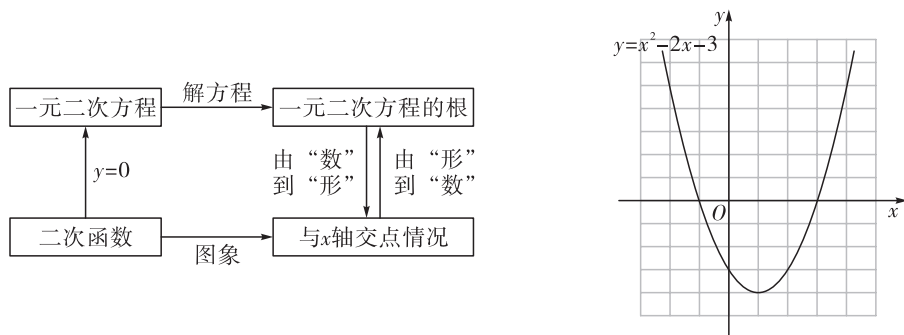 一元二次方程
解方程
一元二次方程的根
y=0
由“数”
到“形”
由“形”
到“数”
二次函数
图象
与x轴交点情况
y
y=x²-2x-3
O
x